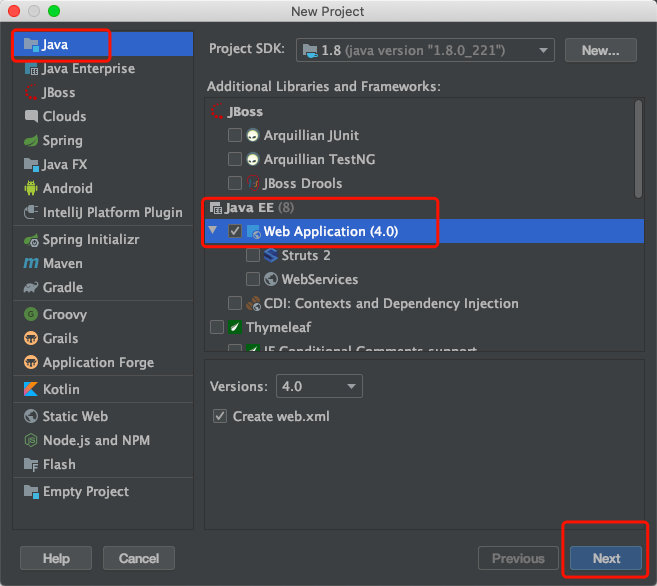 New Project
Java
Java Enterprise
JBoss
Clouds
Spring
Java FX
Android
IntelliJ Platform Plugin
Spring Initializr
Maven
Gradle
Groovy
Grails
Application Forge
Kotlin
Static Web
Node.js and NPM
Flash
Empty Project
Project SDK: 1.8 (java version "1.8.0_221") New...
Additional Libraries and Frameworks:
JBoss
Arquillian JUnit
Arquillian TestNG
JBoss Drools
Java EE (8)
Web Application (4.0)
Struts 2
WebServices
CDI: Contexts and Dependency Injection
Thymeleaf
Conditional Comments support
Versions: 4.0
Create web.xml
Help Cancel Previous Next